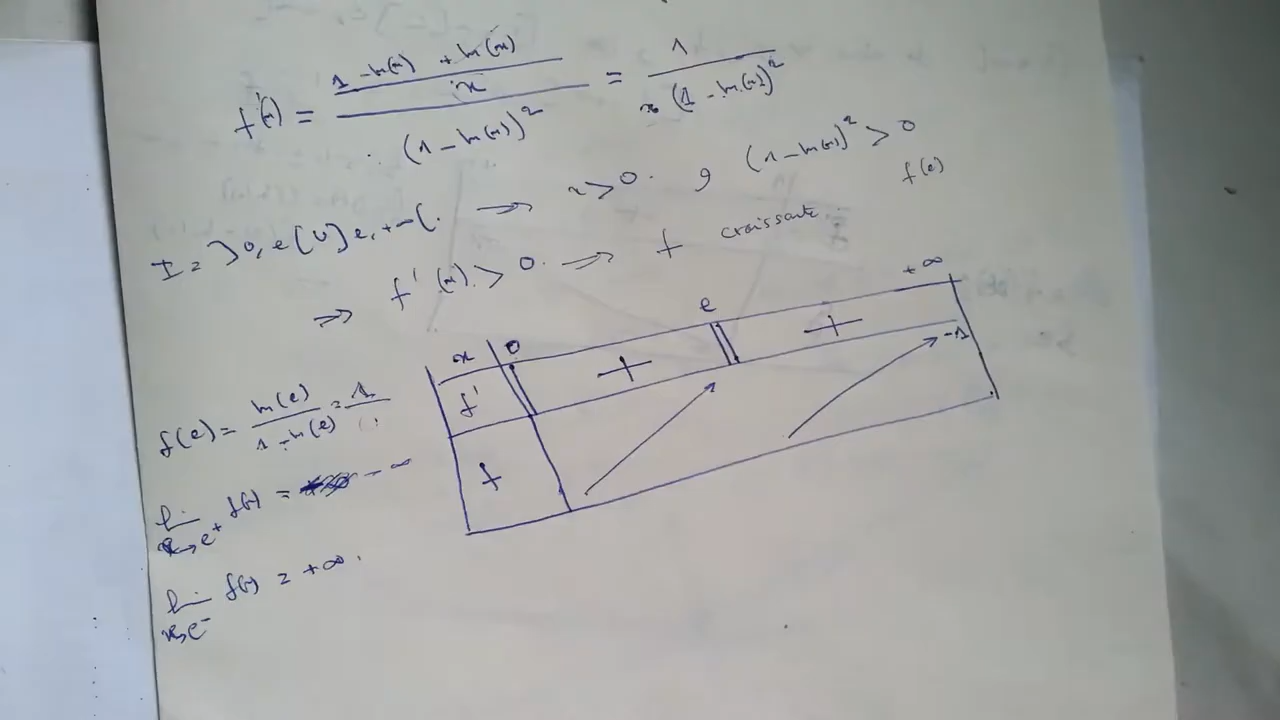 f'(x) = (1 - ln(x) + ln(x))/x / (1 - ln(x))² = 1 / x (1 - ln(x))²
I = ]0, e[ U ]e, +∞[. ⟹ x > 0. , (1 - ln(x))² > 0
f(e)
⟹ f'(x) > 0. ⟹ f croissante.
x 0 e +∞
f' + +
f -1
f(e) = ln(e) / 1 - ln(e) = 1 /
lim x→e⁺ f(x) = -∞
lim x→e⁻ f(x) = +∞.